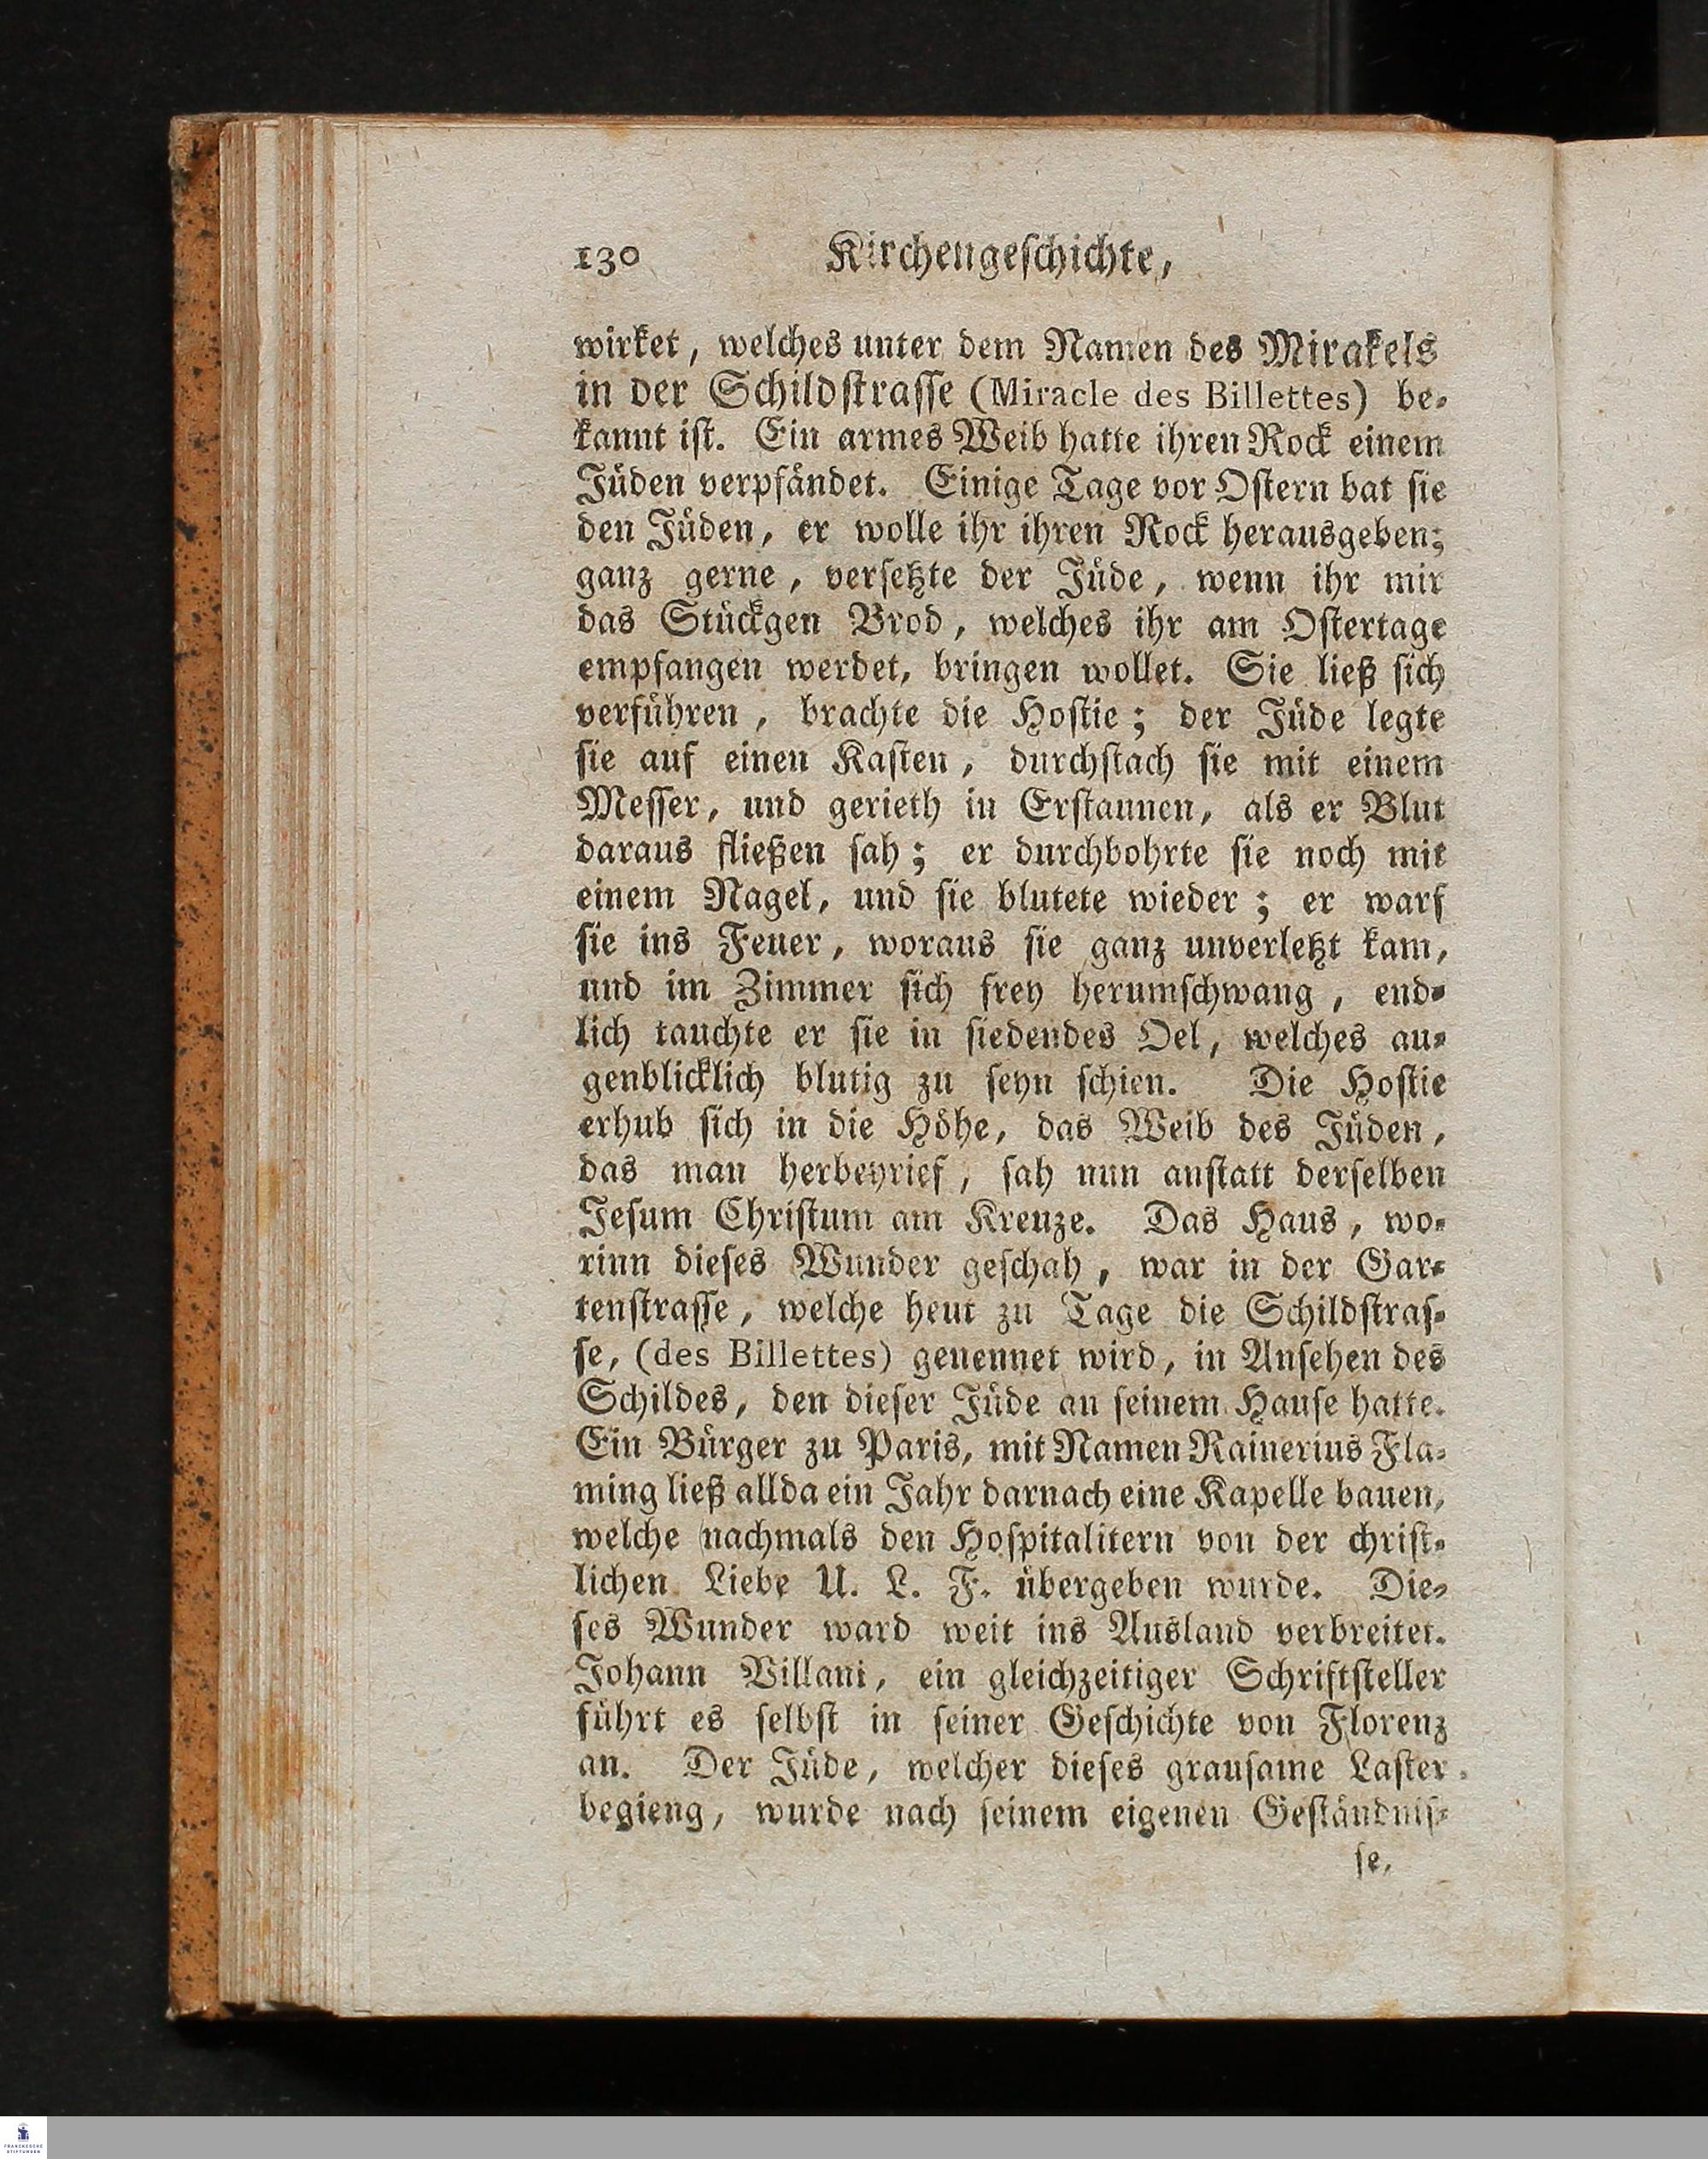 130 Kirchengeschichte,
wirket, welches unter dem Namen des Mirakels
in der Schildstrasse (Miracle des Billettes) be-
kannt ist. Ein armes Weib hatte ihren Rock einem
Jüden verpfändet. Einige Tage vor Ostern bat sie
den Jüden, er wolle ihr ihren Rock herausgeben;
ganz gerne, versetzte der Jüde, wenn ihr mir
das Stückgen Brod, welches ihr am Ostertage
empfangen werdet, bringen wollet. Sie ließ sich
verführen, brachte die Hostie; der Jüde legte
sie auf einen Kasten, durchstach sie mit einem
Messer, und gerieth in Erstaunen, als er Blut
daraus fließen sah; er durchbohrte sie noch mit
einem Nagel, und sie blutete wieder; er warf
sie ins Feuer, woraus sie ganz unverletzt kam,
und im Zimmer sich frey herumschwang, end-
lich tauchte er sie in siedendes Oel, welches au-
genblicklich blutig zu seyn schien. Die Hostie
erhub sich in die Höhe, das Weib des Jüden,
das man herbeyrief, sah nun anstatt derselben
Jesum Christum am Kreuze. Das Haus, wo-
rinn dieses Wunder geschah, war in der Gar-
tenstrasse, welche heut zu Tage die Schildstras-
se, (des Billettes) genennet wird, in Ansehen des
Schildes, den dieser Jüde an seinem Hause hatte.
Ein Bürger zu Paris, mit Namen Rainerius Fla-
ming ließ allda ein Jahr darnach eine Kapelle bauen,
welche nachmals den Hospitalitern von der christ-
lichen Liebe U. L. F. übergeben wurde. Die-
ses Wunder ward weit ins Ausland verbreitet.
Johann Villani, ein gleichzeitiger Schriftsteller
führt es selbst in seiner Geschichte von Florenz
an. Der Jüde, welcher dieses grausame Laster
begieng, wurde nach seinem eigenen Geständnis-
se,
FRANCKESCHE
STIFTUNGEN